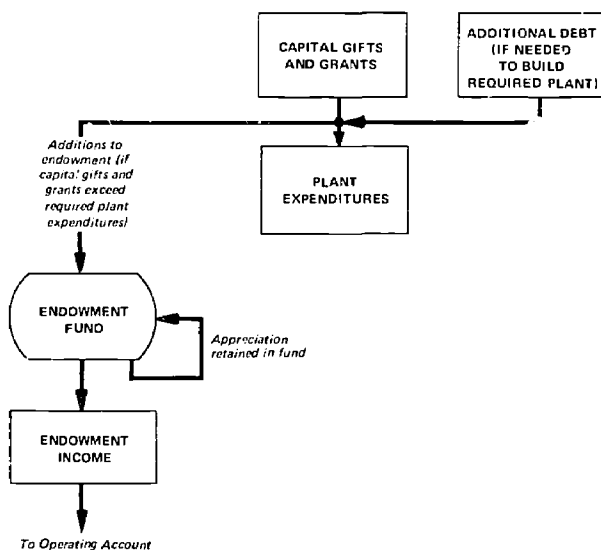 CAPITAL GIFTS
AND GRANTS
ADDITIONAL DEBT
(IF NEEDED
TO BUILD
REQUIRED PLANT)
Additions to
endowment (if
capital gifts and
grants exceed
required plant
expenditures)
PLANT
EXPENDITURES
ENDOWMENT
FUND
Appreciation
retained in fund
ENDOWMENT
INCOME
To Operating Account